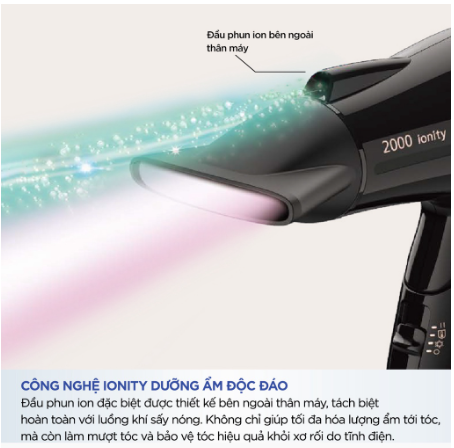 Đầu phun ion bên ngoài
thân máy
2000 ionity
CÔNG NGHỆ IONITY DƯỠNG ẨM ĐỘC ĐÁO
Đầu phun ion đặc biệt được thiết kế bên ngoài thân máy, tách biệt
hoàn toàn với luồng khí sấy nóng. Không chỉ giúp tối đa hóa lượng ẩm tới tóc,
mà còn làm mượt tóc và bảo vệ tóc hiệu quả khỏi xơ rối do tĩnh điện.